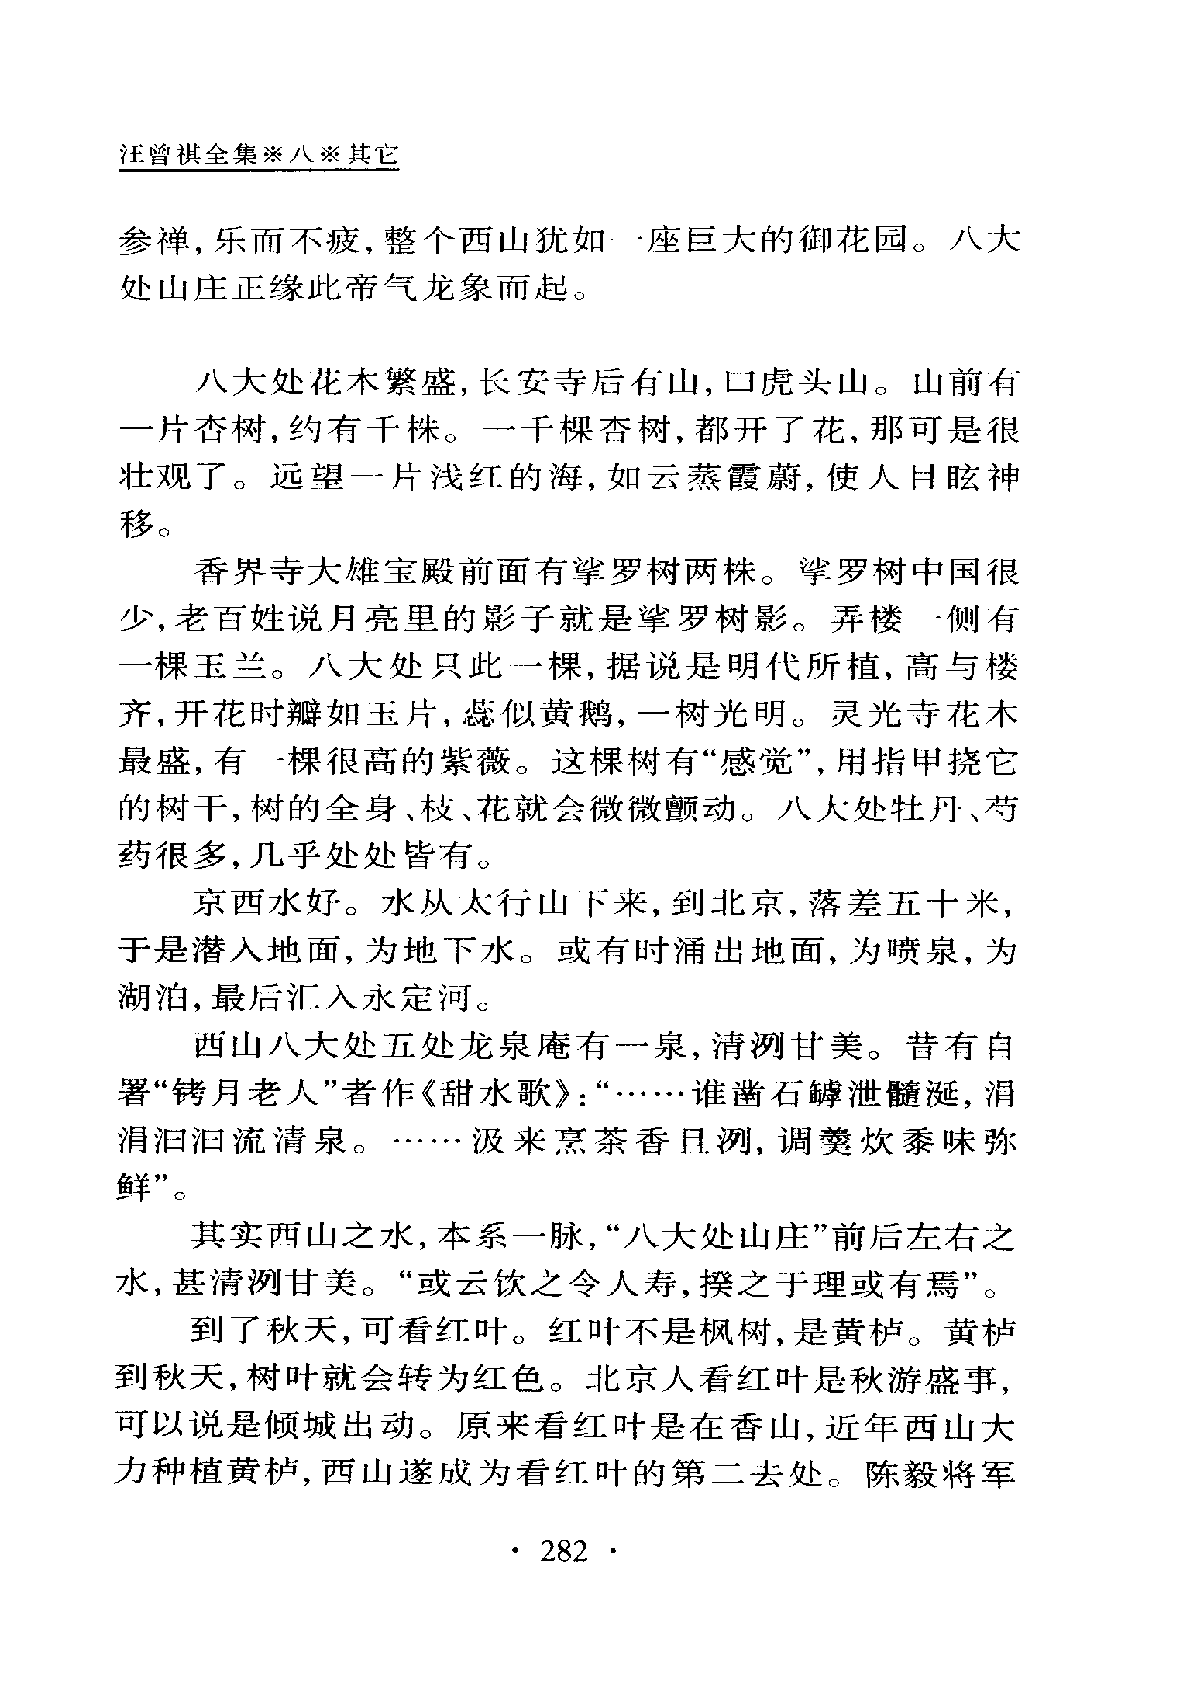 汪曾祺全集※八※其它
参禅,乐而不疲,整个西山犹如一座巨大的御花园。八大
处山庄正缘此帝气龙象而起。
八大处花木繁盛,长安寺后有山,曰虎头山。山前有
一片杏树,约有千株。一千棵杏树,都开了花,那可是很
壮观了。远望一片浅红的海,如云蒸霞蔚,使人目眩神
移。
香界寺大雄宝殿前面有挲罗树两株。挲罗树中国很
少,老百姓说月亮里的影子就是挲罗树影。弄楼一侧有
一棵玉兰。八大处只此一棵,据说是明代所植,高与楼
齐,开花时瓣如玉片,蕊似黄鹅,一树光明。灵光寺花木
最盛,有一棵很高的紫薇。这棵树有“感觉”,用指甲挠它
的树干,树的全身、枝、花就会微微颤动。八大处牡丹、芍
药很多,几乎处处皆有。
京西水好。水从太行山下来,到北京,落差五十米,
于是潜入地面,为地下水。或有时涌出地面,为喷泉,为
湖泊,最后汇入永定河。
西山八大处五处龙泉庵有一泉,清洌甘美。昔有自
署“铐月老人”者作《甜水歌》:“……谁凿石罅泄髓涎,涓
涓汩汩流清泉。……汲来烹茶香且洌,调羹炊黍味弥
鲜”。
其实西山之水,本系一脉,“八大处山庄”前后左右之
水,甚清洌甘美。“或云饮之令人寿,揆之于理或有焉”。
到了秋天,可看红叶。红叶不是枫树,是黄栌。黄栌
到秋天,树叶就会转为红色。北京人看红叶是秋游盛事,
可以说是倾城出动。原来看红叶是在香山,近年西山大
力种植黄栌,西山遂成为看红叶的第二去处。陈毅将军
·282·